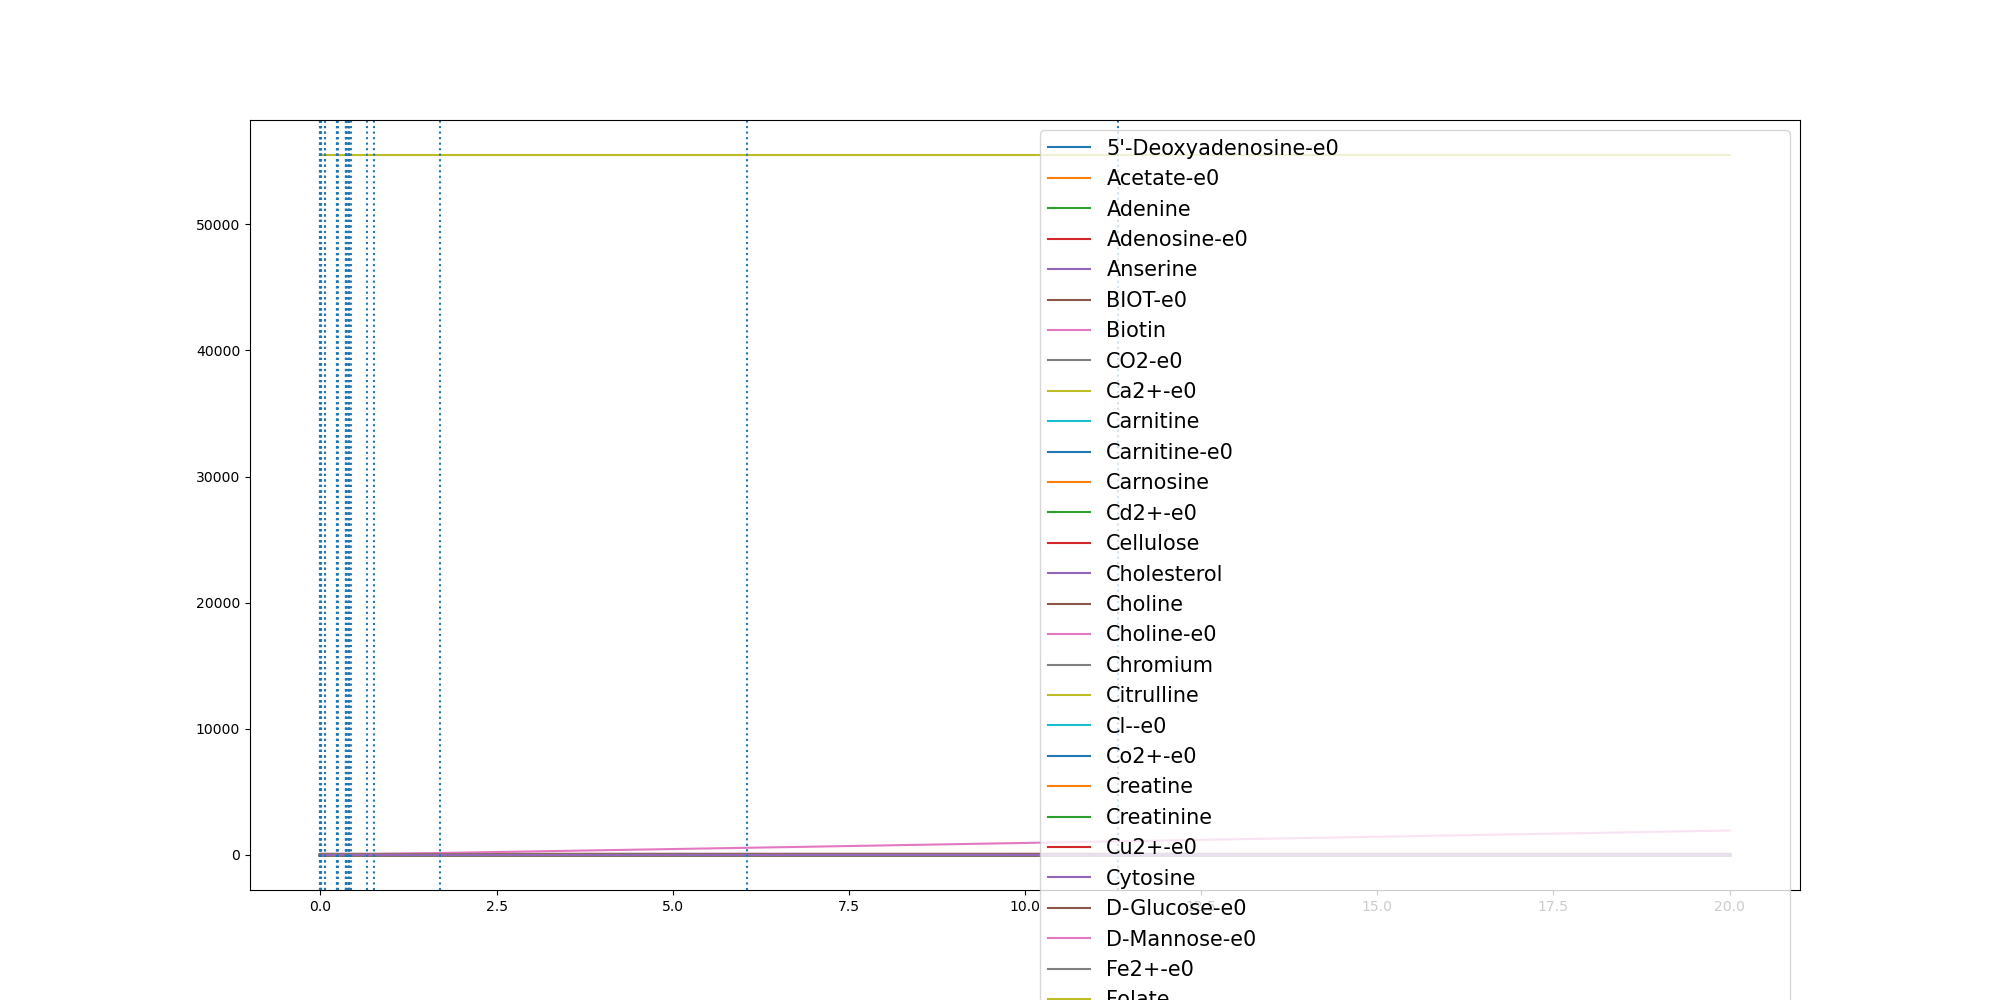 5'-Deoxyadenosine-e0
Acetate-e0
Adenine
Adenosine-e0
Anserine
BIOT-e0
Biotin
CO2-e0
Ca2+-e0
Carnitine
Carnitine-e0
Carnosine
Cd2+-e0
Cellulose
Cholesterol
Choline
Choline-e0
Chromium
Citrulline
Cl--e0
Co2+-e0
Creatine
Creatinine
Cu2+-e0
Cytosine
D-Glucose-e0
D-Mannose-e0
Fe2+-e0
Folate
50000
40000
30000
20000
10000
0
0.0 2.5 5.0 7.5 10.0 15.0 17.5 20.0